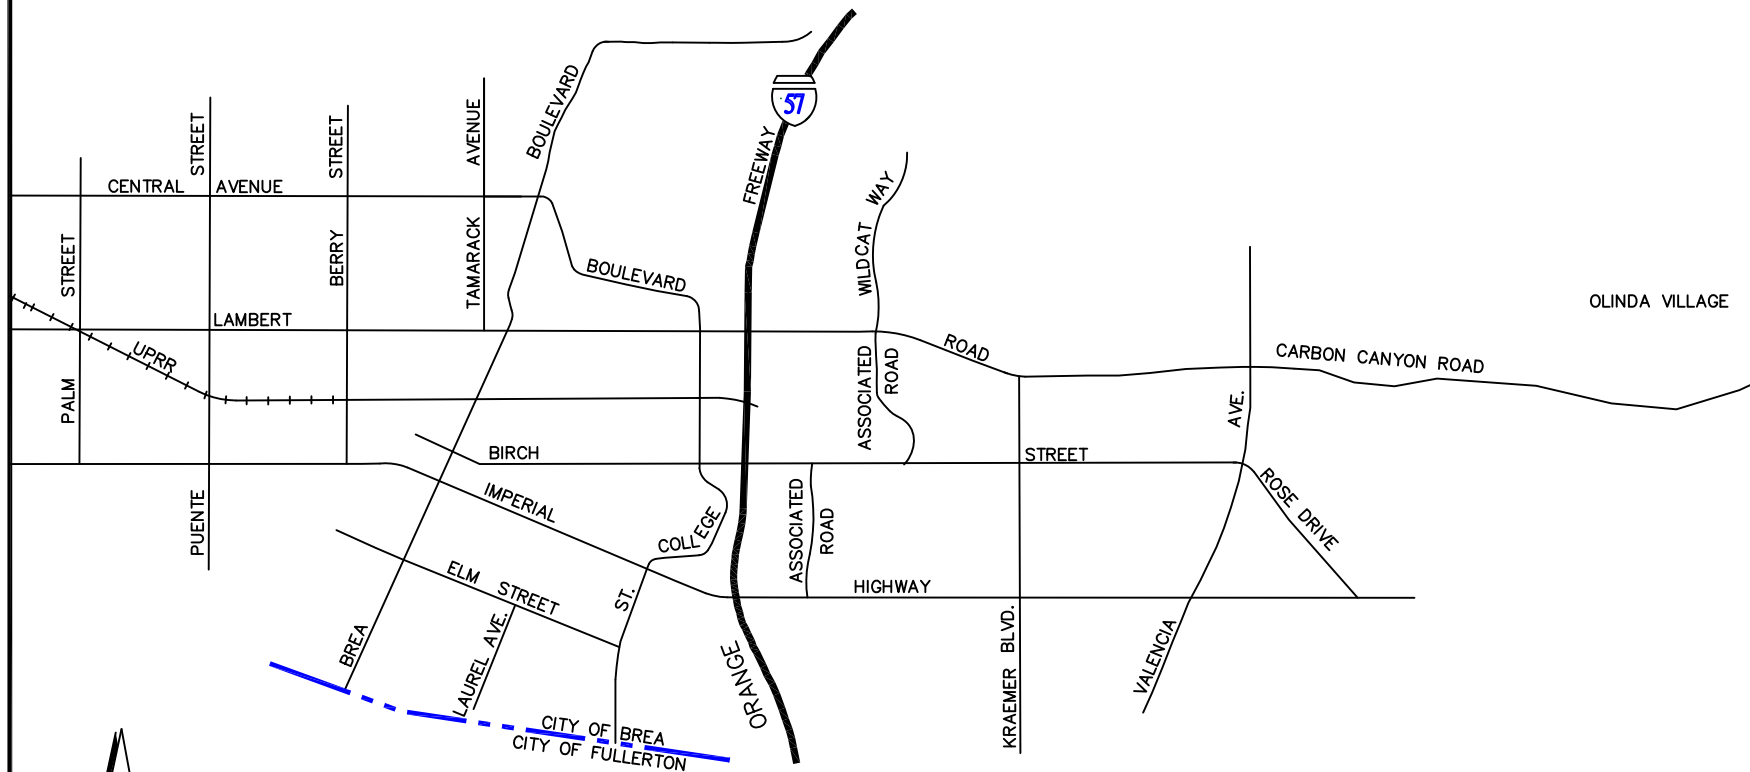 57
BOULEVARD
FREEWAY
STREET
STREET
AVENUE
CENTRAL AVENUE
WILDCAT WAY
STREET
BERRY
TAMARACK
BOULEVARD
OLINDA VILLAGE
LAMBERT
ROAD
CARBON CANYON ROAD
UPRR
PALM
ASSOCIATED
ROAD
AVE.
BIRCH
STREET
PUENTE
IMPERIAL
COLLEGE
ASSOCIATED
ROAD
ROSE DRIVE
ELM STREET
ST.
HIGHWAY
BREA
LAUREL AVE.
ORANGE
KRAEMER BLVD.
VALENCIA
CITY OF BREA
CITY OF FULLERTON